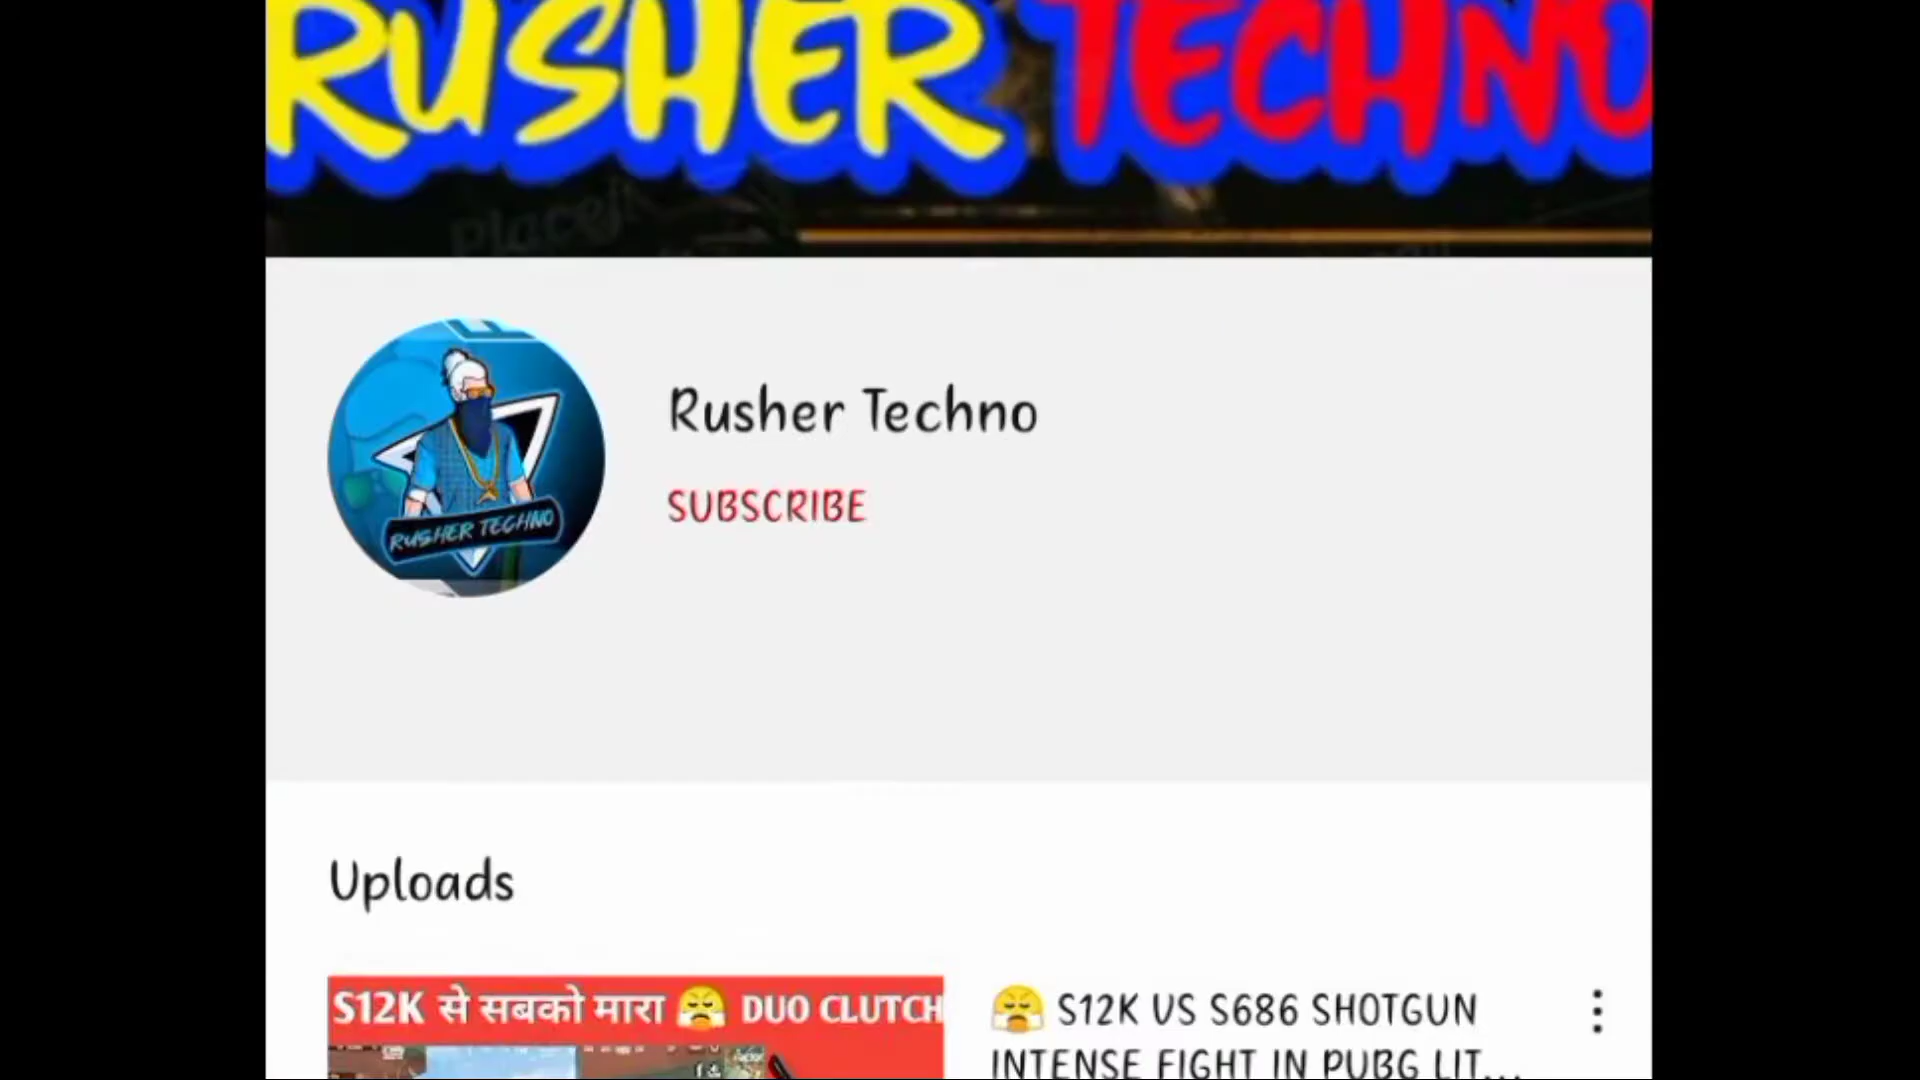 RUSHER TECHNO
Rusher Techno
SUBSCRIBE
RUSHER TECHNO
Uploads
S12K से सबको मारा 😤 DUO CLUTCH
😤 S12K VS S686 SHOTGUN
INTENSE FIGHT IN PUBG LIT...